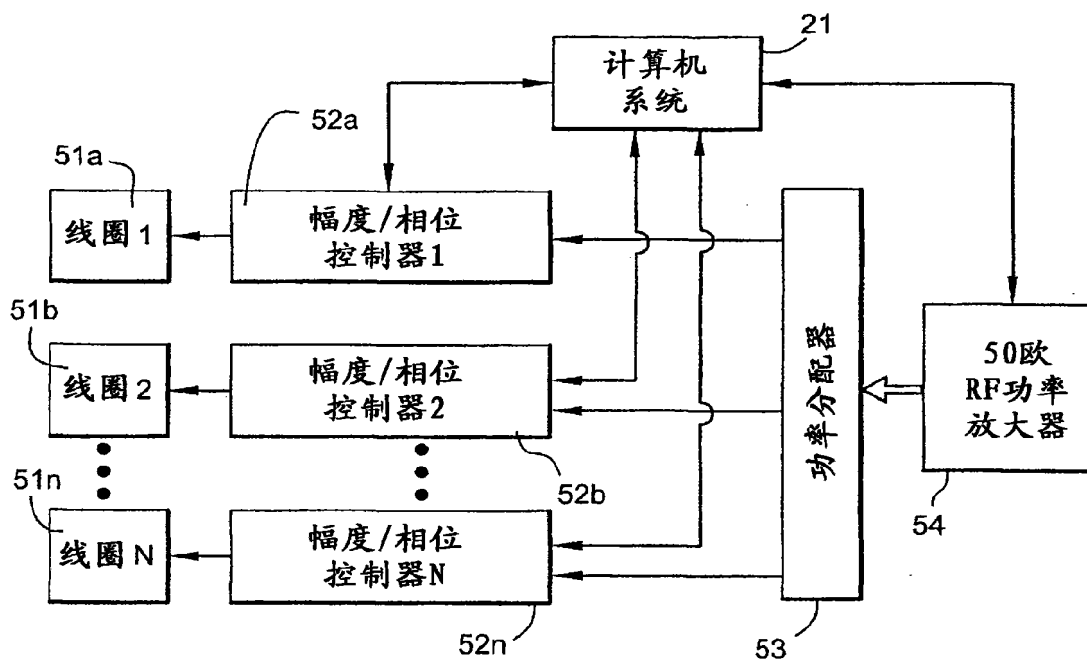 21
计算机
系统
52a
51a
线圈1
幅度/相位
控制器1
51b
线圈2
幅度/相位
控制器2
52b
51n
线圈N
幅度/相位
控制器N
52n
功率分配器
53
50欧
RF功率
放大器
54